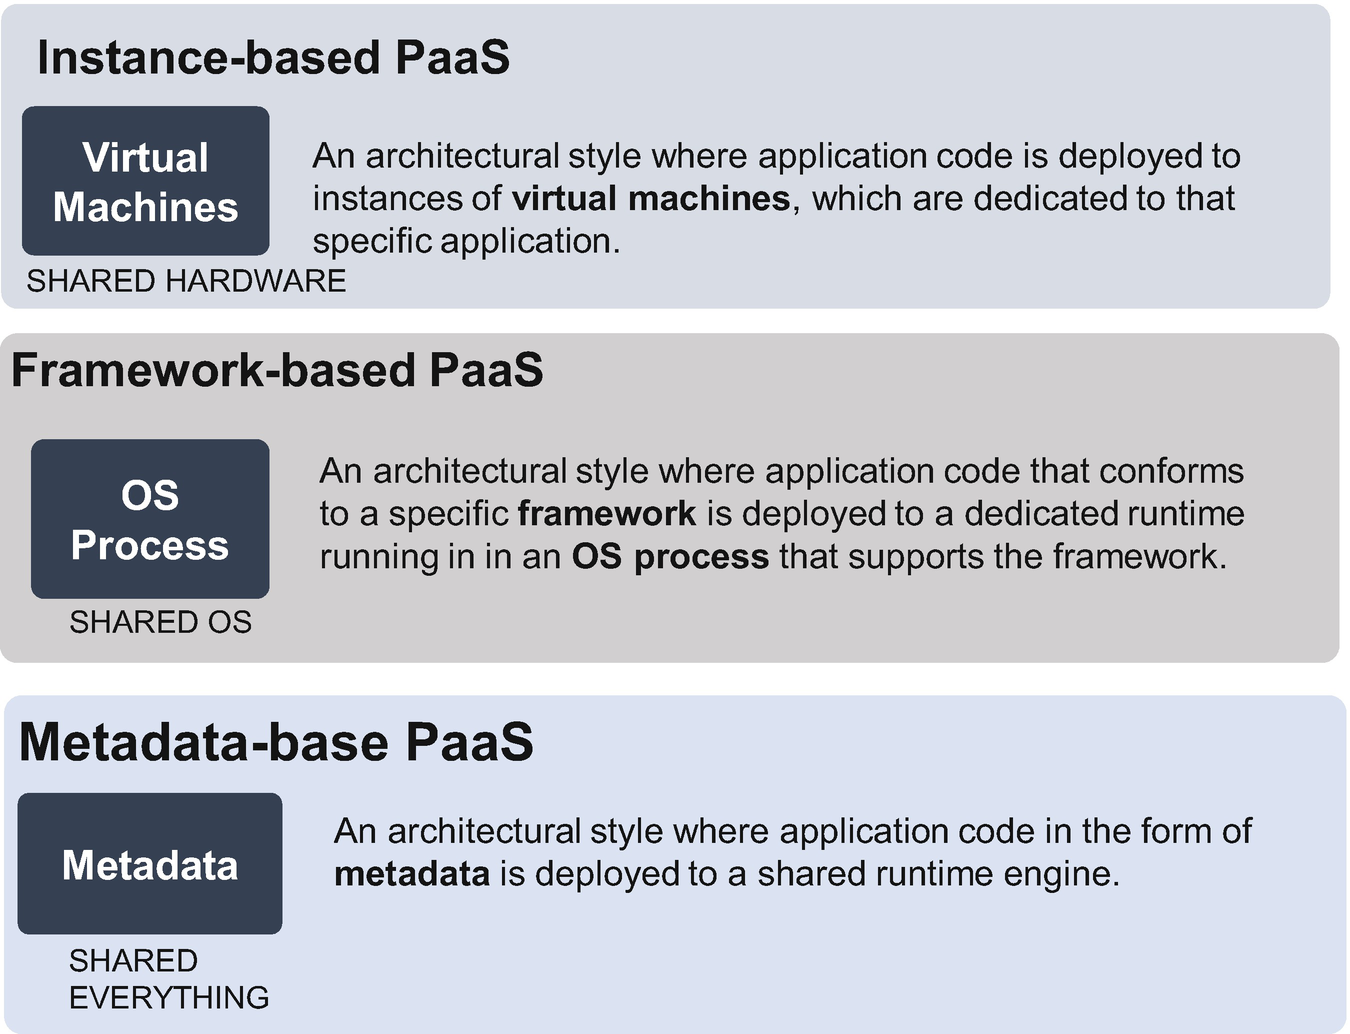 Instance-based PaaS
Virtual
Machines
SHARED HARDWARE
An architectural style where application code is deployed to
instances of virtual machines, which are dedicated to that
specific application.
Framework-based PaaS
OS
Process
SHARED OS
An architectural style where application code that conforms
to a specific framework is deployed to a dedicated runtime
running in in an OS process that supports the framework.
Metadata-base PaaS
Metadata
SHARED
EVERYTHING
An architectural style where application code in the form of
metadata is deployed to a shared runtime engine.